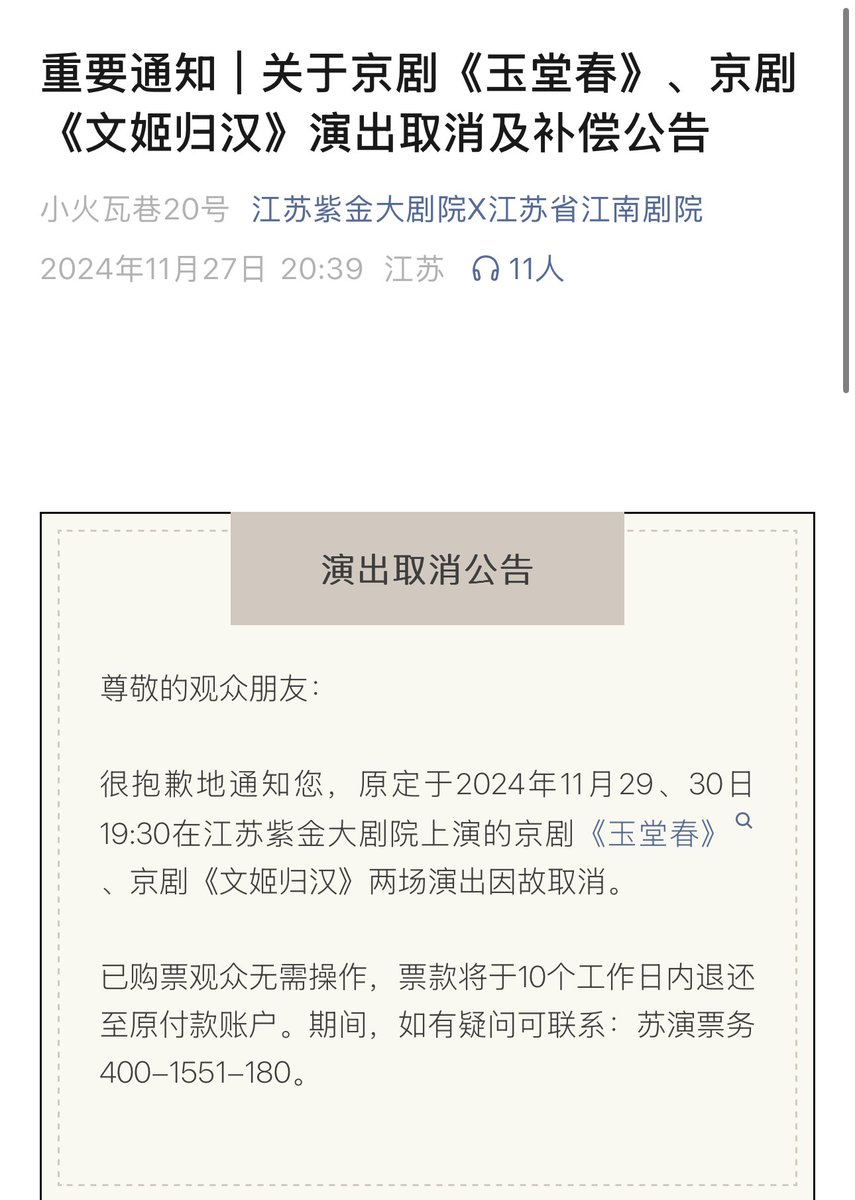 重要通知 | 关于京剧《玉堂春》、京剧
《文姬归汉》演出取消及补偿公告
小火瓦巷20号 江苏紫金大剧院X江苏省江南剧院
2024年11月27日 20:39 江苏 11人
演出取消公告
尊敬的观众朋友：
很抱歉地通知您，原定于2024年11月29、30日
19:30在江苏紫金大剧院上演的京剧《玉堂春》
、京剧《文姬归汉》两场演出因故取消。
已购票观众无需操作，票款将于10个工作日内退还
至原付款账户。期间，如有疑问可联系：苏演票务
400–1551–180。